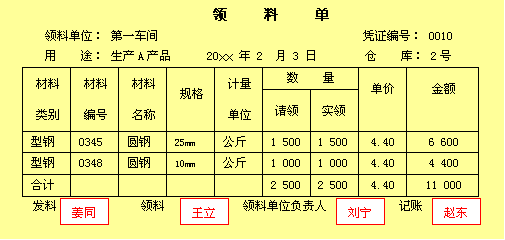 领 料 单
领料单位: 第一车间 凭证编号: 0010
用 途: 生产A产品 20xx 年 2 月 3 日 仓 库: 2号
材料类别 材料编号 材料名称 规格 计量单位 数 量 单价 金额
请领 实领
型钢 0345 圆钢 25mm 公斤 1 500 1 500 4.40 6 600
型钢 0348 圆钢 10mm 公斤 1 000 1 000 4.40 4 400
合计 2 500 2 500 4.40 11 000
发料 姜同 领料 王立 领料单位负责人 刘宁 记账 赵东